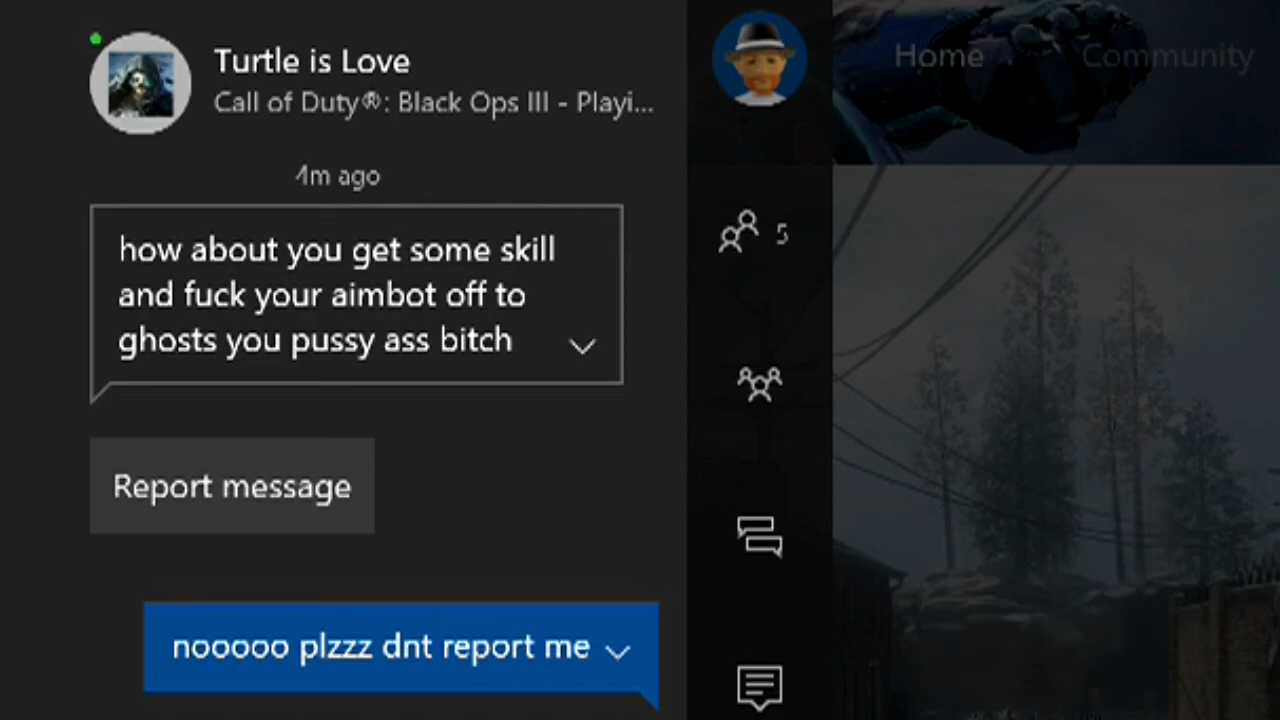 Turtle is Love
Call of Duty®: Black Ops III - Playi...
Home
Community
1m ago
how about you get some skill
and fuck your aimbot off to
ghosts you pussy ass bitch
5
Report message
nooooo plzzz dnt report me